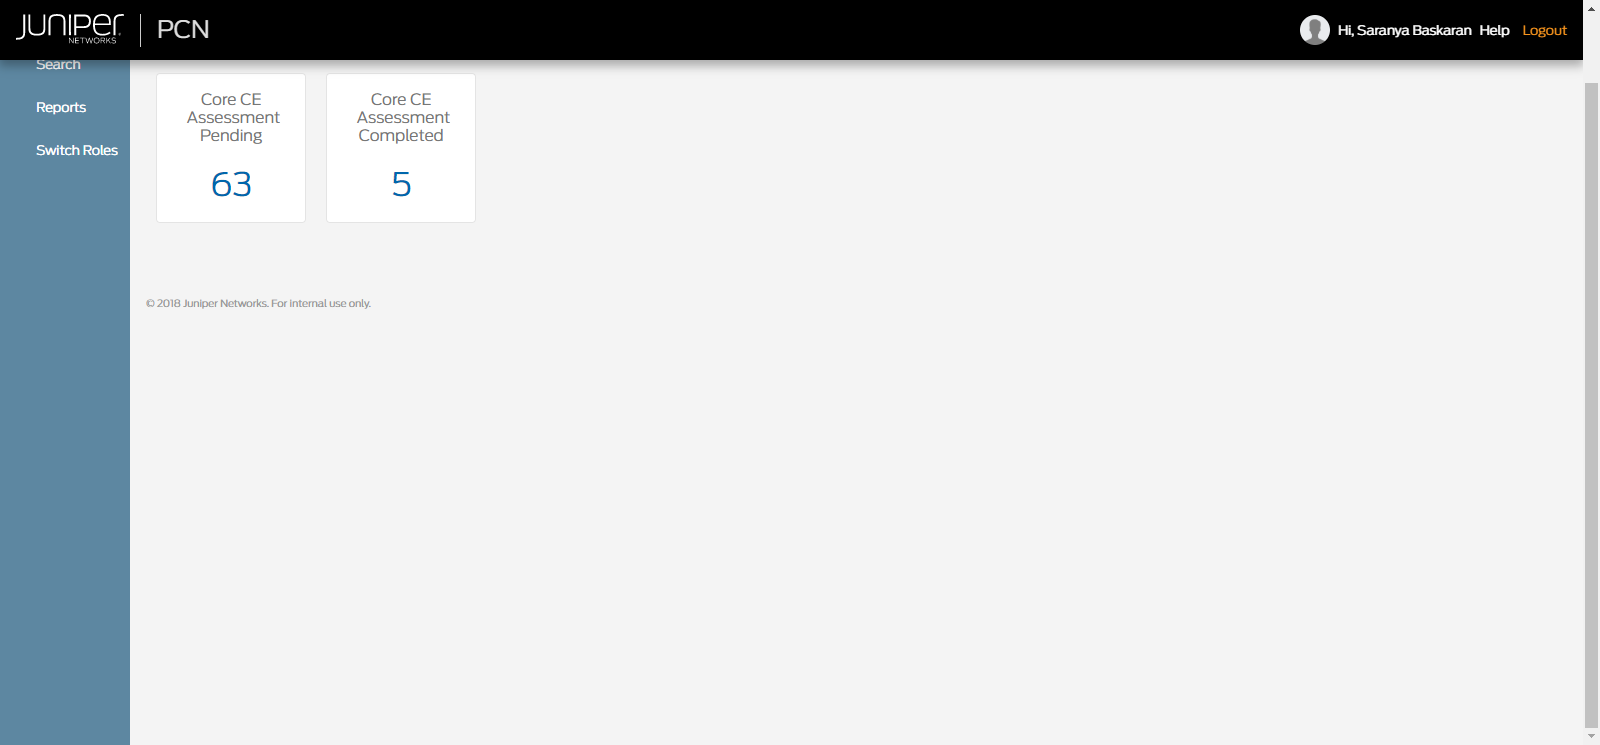 JUNIPEr
NETWORKS
PCN
Hi, Saranya Baskaran Help Logout
Search
Reports
Switch Roles
Core CE
Assessment
Pending
63
Core CE
Assessment
Completed
5
© 2018 Juniper Networks. For internal use only.